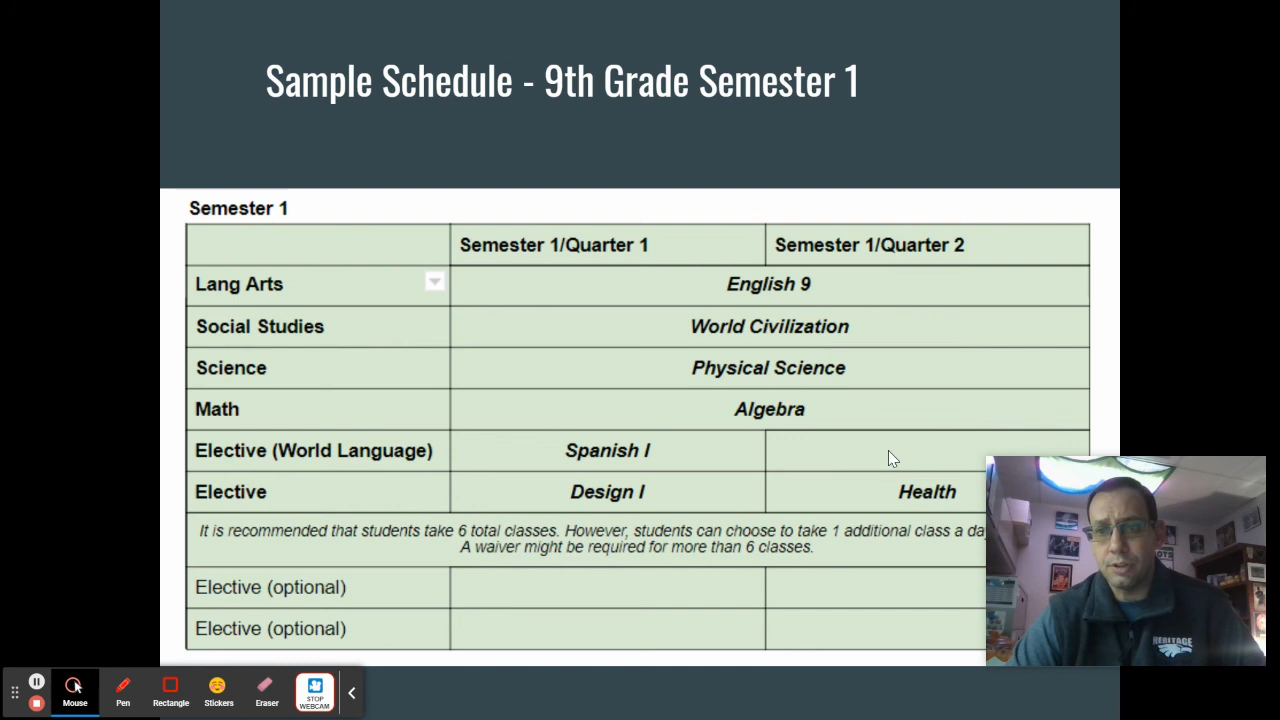 Sample Schedule - 9th Grade Semester 1
Semester 1
Semester 1/Quarter 1 Semester 1/Quarter 2
Lang Arts English 9
Social Studies World Civilization
Science Physical Science
Math Algebra
Elective (World Language) Spanish I
Elective Design I Health
It is recommended that students take 6 total classes. However, students can choose to take 1 additional class a
A waiver might be required for more than 6 classes.
Elective (optional)
Elective (optional)
HERITAGE
Mouse Pen Rectangle Stickers Eraser STOP WEBCAM